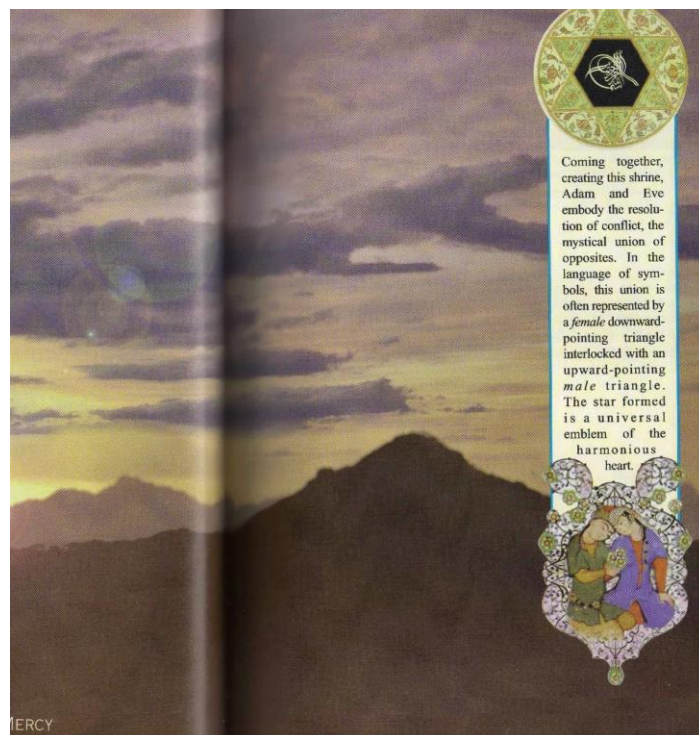 Coming together,
creating this shrine,
Adam and Eve
embody the resolu-
tion of conflict, the
mystical union of
opposites. In the
language of sym-
bols, this union is
often represented by
a female downward-
pointing triangle
interlocked with an
upward-pointing
male triangle.
The star formed
is a universal
emblem of the
harmonious
heart.
MERCY